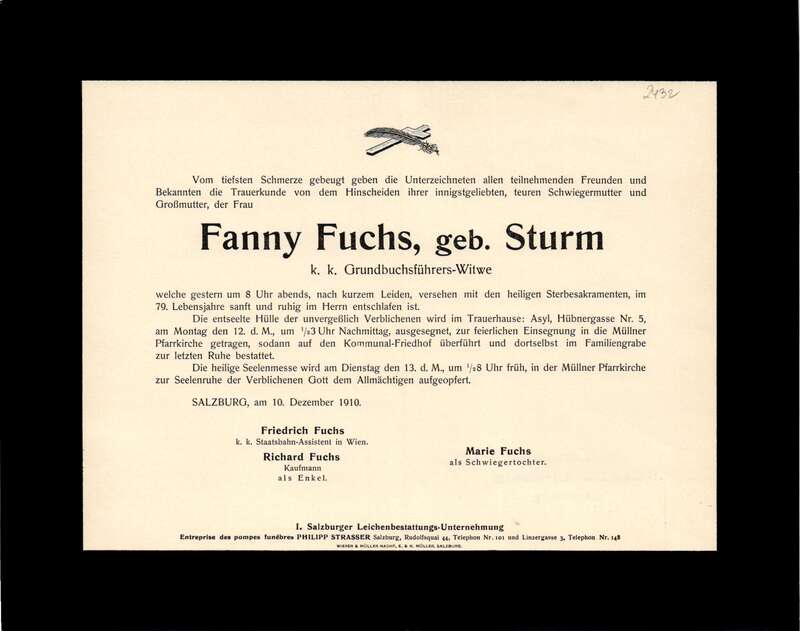 2432
Vom tiefsten Schmerze gebeugt geben die Unterzeichneten allen teilnehmenden Freunden und
Bekannten die Trauerkunde von dem Hinscheiden ihrer innigstgeliebten, teuren Schwiegermutter und
Großmutter, der Frau
Fanny Fuchs, geb. Sturm
k. k. Grundbuchsführers-Witwe
welche gestern um 8 Uhr abends, nach kurzem Leiden, versehen mit den heiligen Sterbesakramenten, im
79. Lebensjahre sanft und ruhig im Herrn entschlafen ist.
Die entseelte Hülle der unvergeßlich Verblichenen wird im Trauerhause: Asyl, Hübnergasse Nr. 5,
am Montag den 12. d. M., um 1/23 Uhr Nachmittag, ausgesegnet, zur feierlichen Einsegnung in die Müllner
Pfarrkirche getragen, sodann auf den Kommunal-Friedhof überführt und dortselbst im Familiengrabe
zur letzten Ruhe bestattet.
Die heilige Seelenmesse wird am Dienstag den 13. d. M., um 1/28 Uhr früh, in der Müllner Pfarrkirche
zur Seelenruhe der Verblichenen Gott dem Allmächtigen aufgeopfert.
SALZBURG, am 10. Dezember 1910.
Friedrich Fuchs
k. k. Staatsbahn-Assistent in Wien.
Richard Fuchs
Kaufmann
als Enkel.
Marie Fuchs
als Schwiegertochter.
I. Salzburger Leichenbestattungs-Unternehmung
Entreprise des pompes funèbres PHILIPP STRASSER Salzburg, Rudolfsquai 44, Telephon Nr. 101 und Linzergasse 3, Telephon Nr. 148
WIESER & MÜLLER NACHF., E. & H. MÜLLER, SALZBURG.